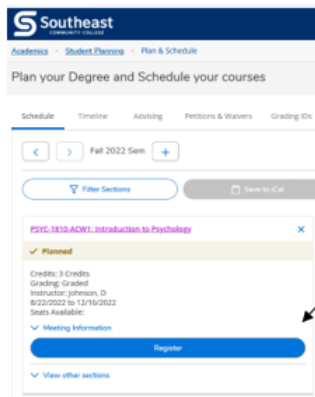 Southeast
COMMUNITY COLLEGE
Academics Student Planning Plan & Schedule
Plan your Degree and Schedule your courses
Schedule Timeline Advising Petitions & Waivers Grading IDs
< > Fall 2022 Sem +
Filter Sections Save to iCal
PSYC-1810-ACW1: Introduction to Psychology ×
✓ Planned
Credits: 3 Credits
Grading: Graded
Instructor: Johnson, D
8/22/2022 to 12/16/2022
Seats Available:
Meeting Information
Register
View other sections